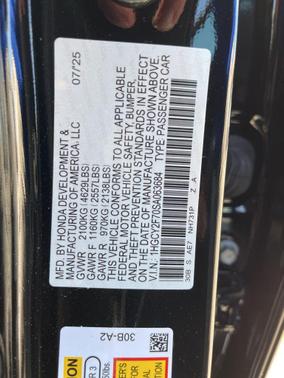 MFD. BY HONDA DEVELOPMENT & 07/'25
MANUFACTURING OF AMERICA, LLC
GVWR 2100KG (4629LBS)
GAWR F 1160KG (2557LBS)
GAWR R 970KG (2138LBS)
THIS VEHICLE CONFORMS TO ALL APPLICABLE
FEDERAL MOTOR VEHICLE SAFETY, BUMPER,
AND THEFT PREVENTION STANDARDS IN EFFECT
ON THE DATE OF MANUFACTURE SHOWN ABOVE.
V.I.N.: 1HGCY2F70SA063694 TYPE PASSENGER CAR
30B S AE7 NH731P Z A
30B-A2